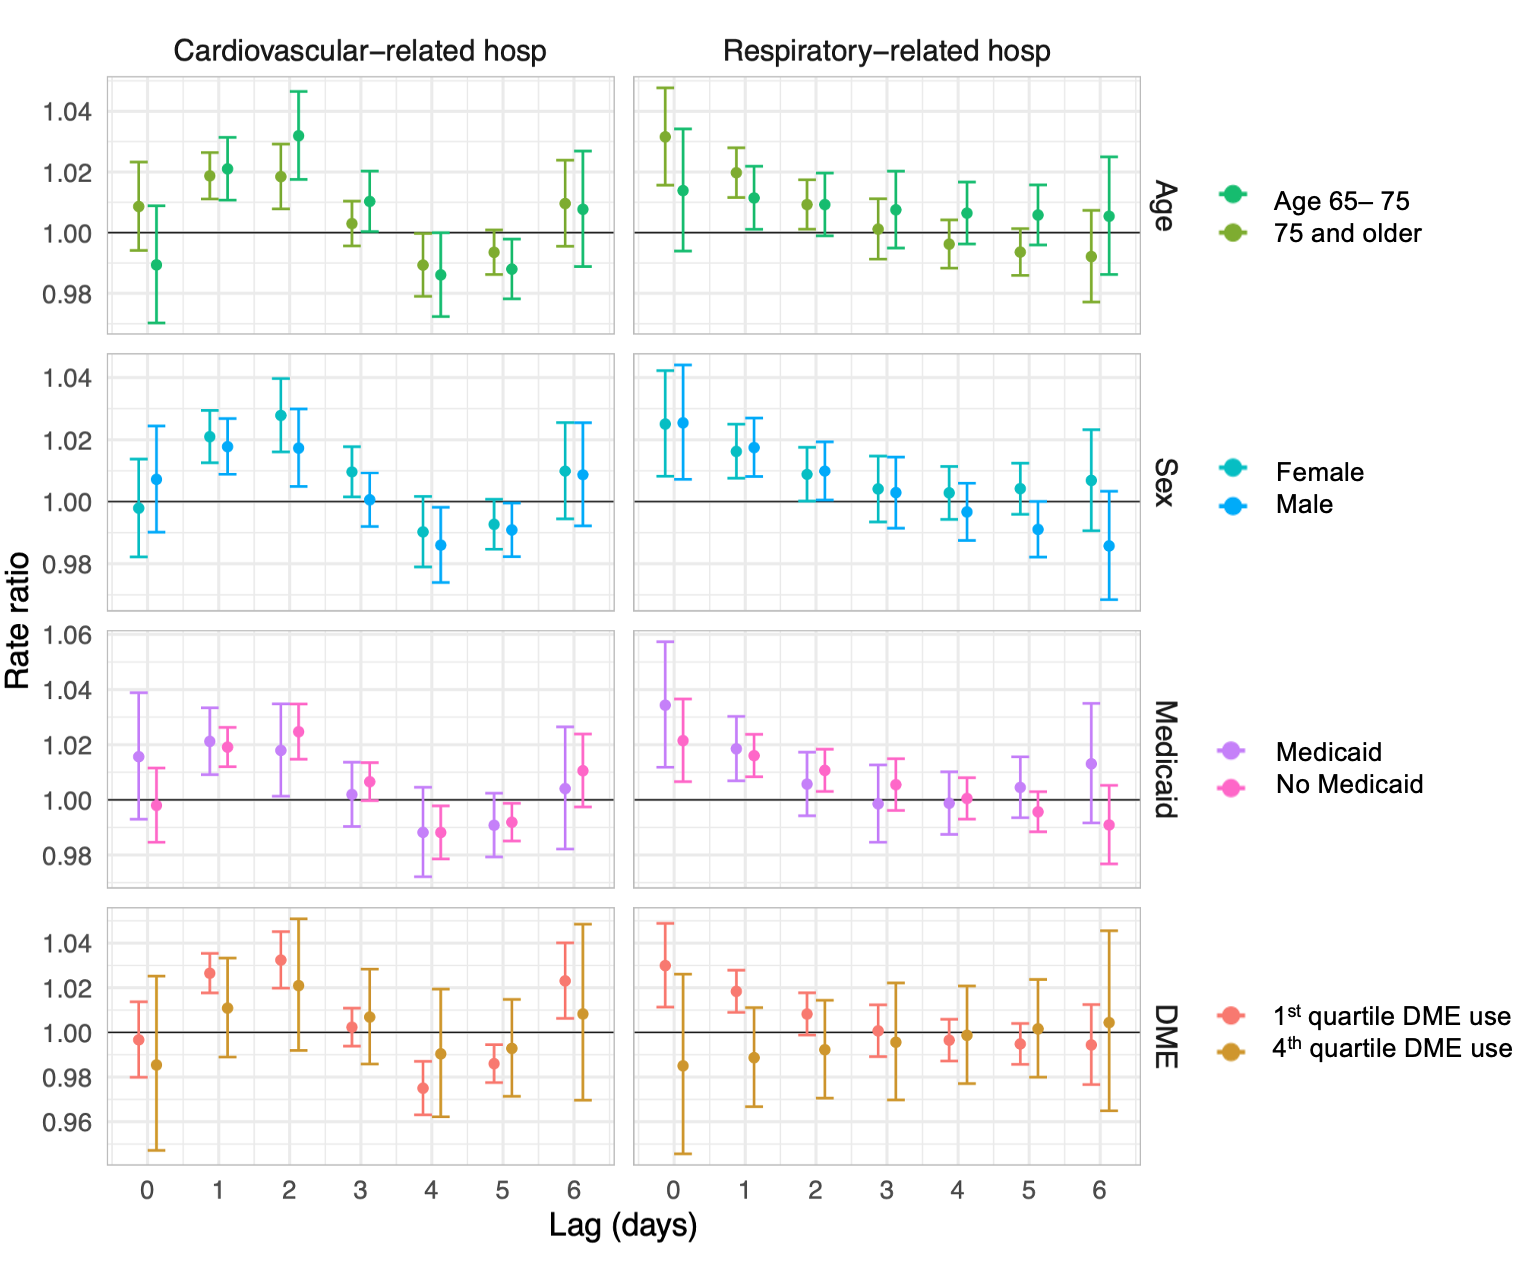 Cardiovascular−related hosp
Respiratory−related hosp
1.04
1.02
1.00
0.98
Age
Age 65– 75
75 and older
1.04
1.02
1.00
0.98
Sex
Female
Male
Rate ratio
1.06
1.04
1.02
1.00
0.98
Medicaid
Medicaid
No Medicaid
1.04
1.02
1.00
0.98
0.96
DME
1st quartile DME use
4th quartile DME use
0 1 2 3 4 5 6
0 1 2 3 4 5 6
Lag (days)